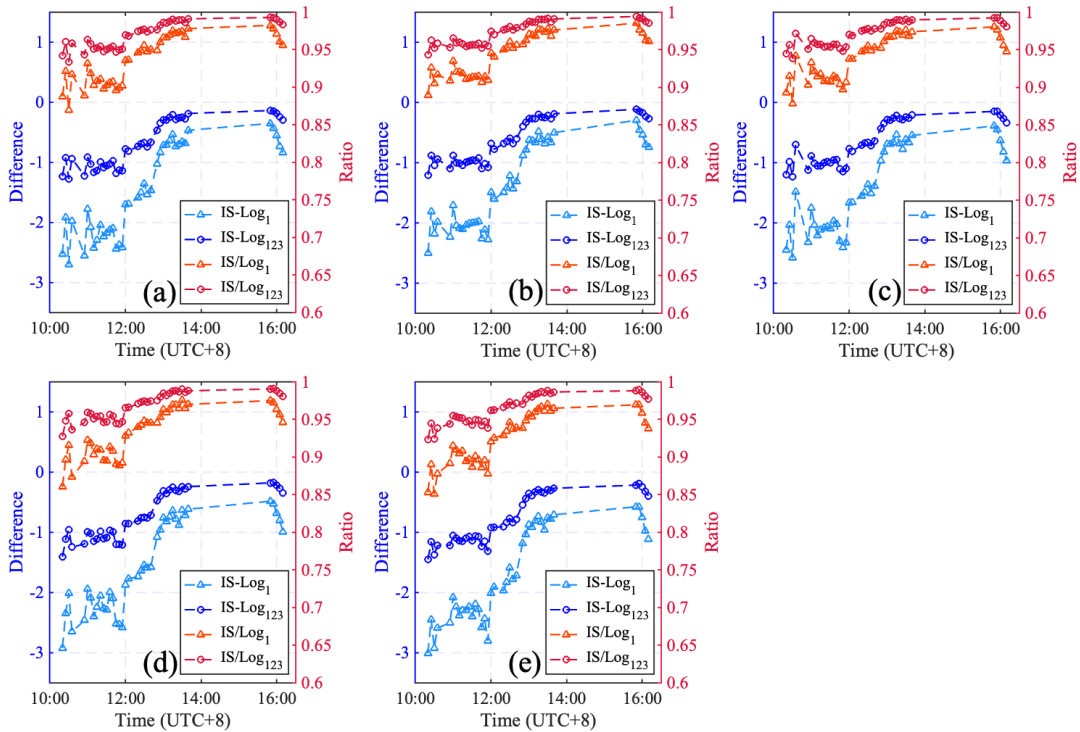 1
0
-1
-2
-3
Difference
1
0.95
0.9
0.85
0.8
0.75
0.7
0.65
0.6
Ratio
IS-Log1
IS-Log123
IS/Log1
IS/Log123
(a)
10:00 12:00 14:00 16:00
Time (UTC+8)
1
0
-1
-2
-3
Difference
1
0.95
0.9
0.85
0.8
0.75
0.7
0.65
0.6
Ratio
IS-Log1
IS-Log123
IS/Log1
IS/Log123
(b)
10:00 12:00 14:00 16:00
Time (UTC+8)
1
0
-1
-2
-3
Difference
1
0.95
0.9
0.85
0.8
0.75
0.7
0.65
0.6
Ratio
IS-Log1
IS-Log123
IS/Log1
IS/Log123
(c)
10:00 12:00 14:00 16:00
Time (UTC+8)
1
0
-1
-2
-3
Difference
1
0.95
0.9
0.85
0.8
0.75
0.7
0.65
0.6
Ratio
IS-Log1
IS-Log123
IS/Log1
IS/Log123
(d)
10:00 12:00 14:00 16:00
Time (UTC+8)
1
0
-1
-2
-3
Difference
1
0.95
0.9
0.85
0.8
0.75
0.7
0.65
0.6
Ratio
IS-Log1
IS-Log123
IS/Log1
IS/Log123
(e)
10:00 12:00 14:00 16:00
Time (UTC+8)